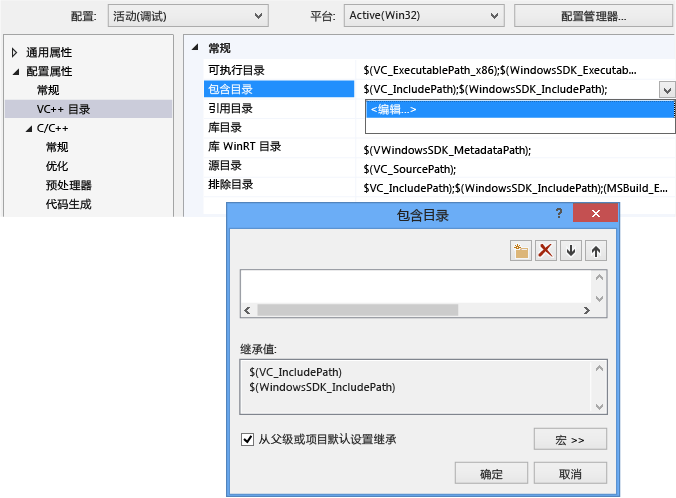 配置: 活动(调试) 平台: Active(Win32) 配置管理器...
通用属性
配置属性
常规
VC++ 目录
C/C++
常规
优化
预处理器
代码生成
常规
可执行目录 $(VC_ExecutablePath_x86);$(WindowsSDK_Executab...
包含目录 $(VC_IncludePath);$(WindowsSDK_IncludePath);
引用目录 <编辑...>
库目录
库 WinRT 目录 $(VWindowsSDK_MetadataPath);
源目录 $(VC_SourcePath);
排除目录 $VC_IncludePath);$(WindowsSDK_IncludePath);(MSBuild_E...
包含目录 ?
继承值:
$(VC_IncludePath)
$(WindowsSDK_IncludePath)
从父级或项目默认设置继承
宏 >>
确定 取消